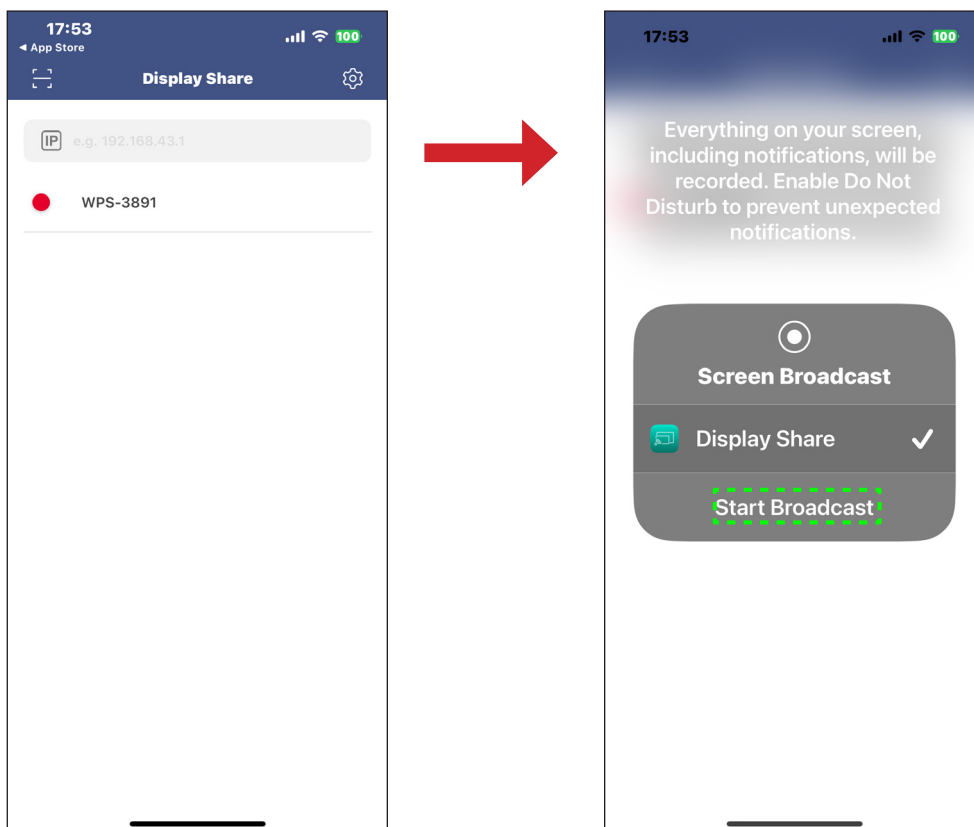 17:53
100
◀ App Store
Display Share
IP e.g. 192.168.43.1
WPS-3891
17:53
100
Everything on your screen,
including notifications, will be
recorded. Enable Do Not
Disturb to prevent unexpected
notifications.
Screen Broadcast
Display Share
Start Broadcast